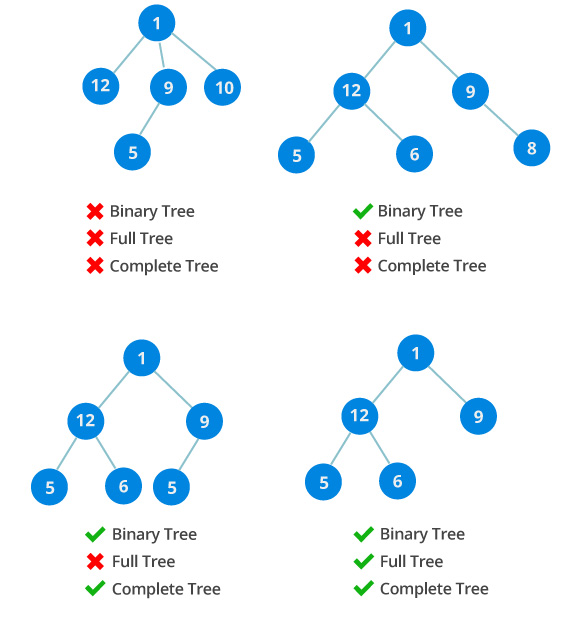 1
12 9 10
5
Binary Tree
Full Tree
Complete Tree
1
12 9
5 6 8
Binary Tree
Full Tree
Complete Tree
1
12 9
5 6 5
Binary Tree
Full Tree
Complete Tree
1
12 9
5 6
Binary Tree
Full Tree
Complete Tree